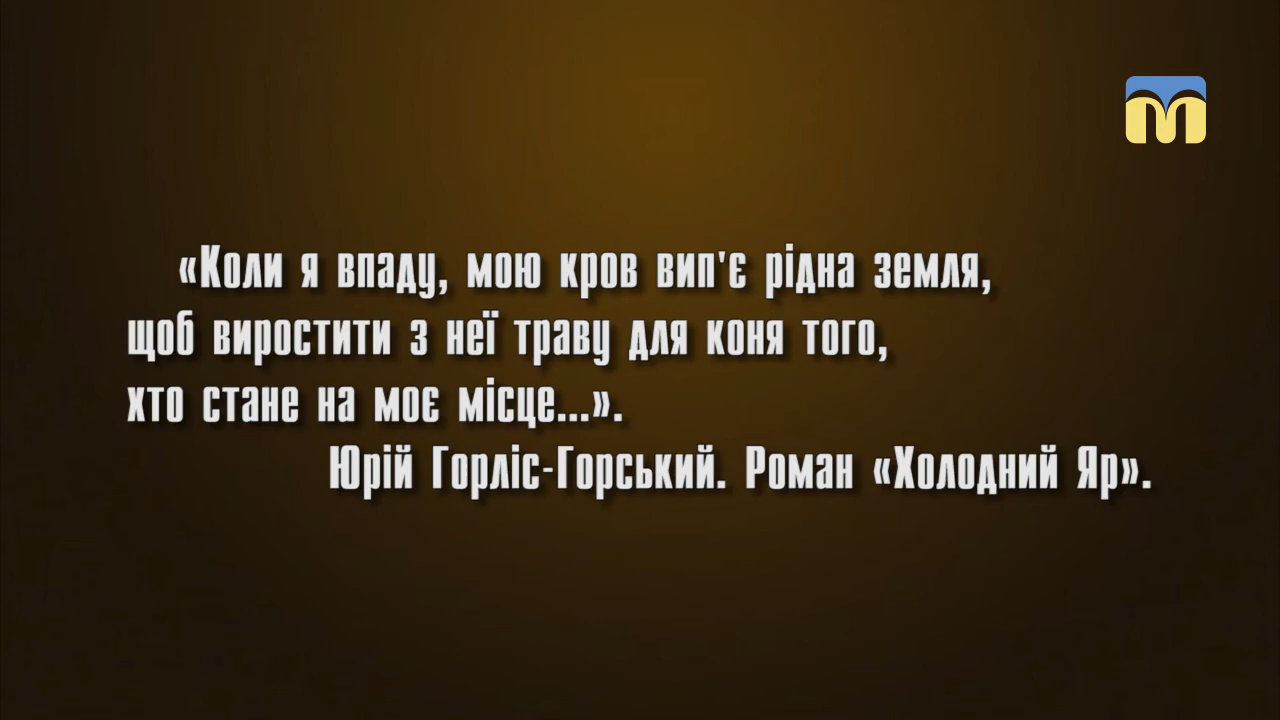 «Коли я впаду, мою кров вип'є рідна земля,
щоб виростити з неї траву для коня того,
хто стане на моє місце...».
Юрій Горліс-Горський. Роман «Холодний Яр».